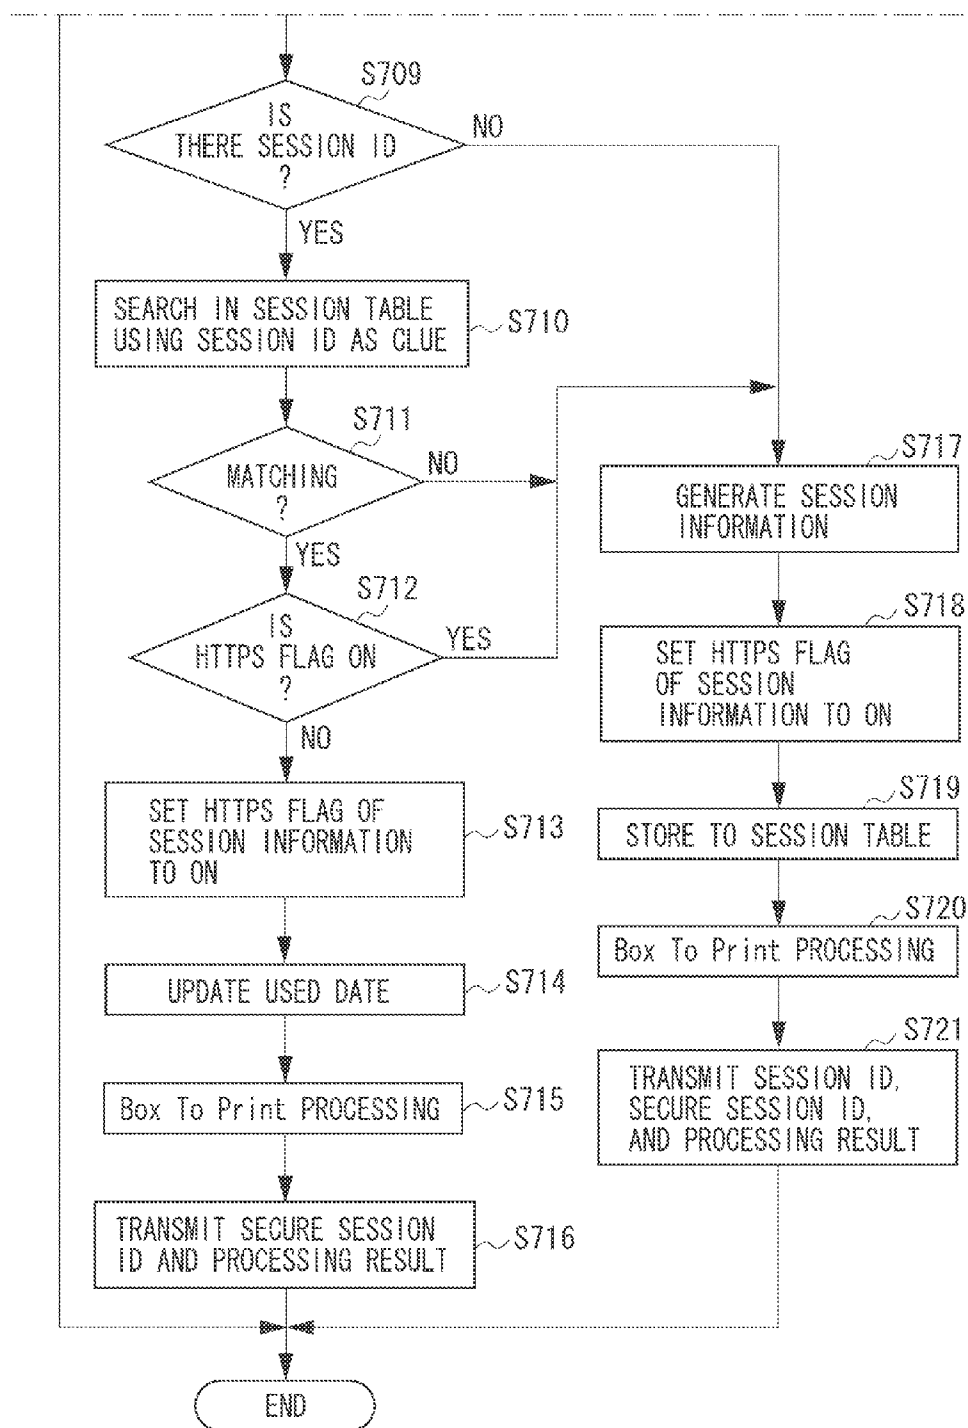 S709
IS
THERE SESSION ID
?
NO
YES
SEARCH IN SESSION TABLE
USING SESSION ID AS CLUE
S710
S711
MATCHING
?
NO
YES
S712
IS
HTTPS FLAG ON
?
YES
NO
SET HTTPS FLAG OF
SESSION INFORMATION
TO ON
S713
UPDATE USED DATE
S714
Box To Print PROCESSING
S715
TRANSMIT SECURE SESSION
ID AND PROCESSING RESULT
S716
S717
GENERATE SESSION
INFORMATION
S718
SET HTTPS FLAG
OF SESSION
INFORMATION TO ON
S719
STORE TO SESSION TABLE
S720
Box To Print PROCESSING
S721
TRANSMIT SESSION ID,
SECURE SESSION ID,
AND PROCESSING RESULT
END